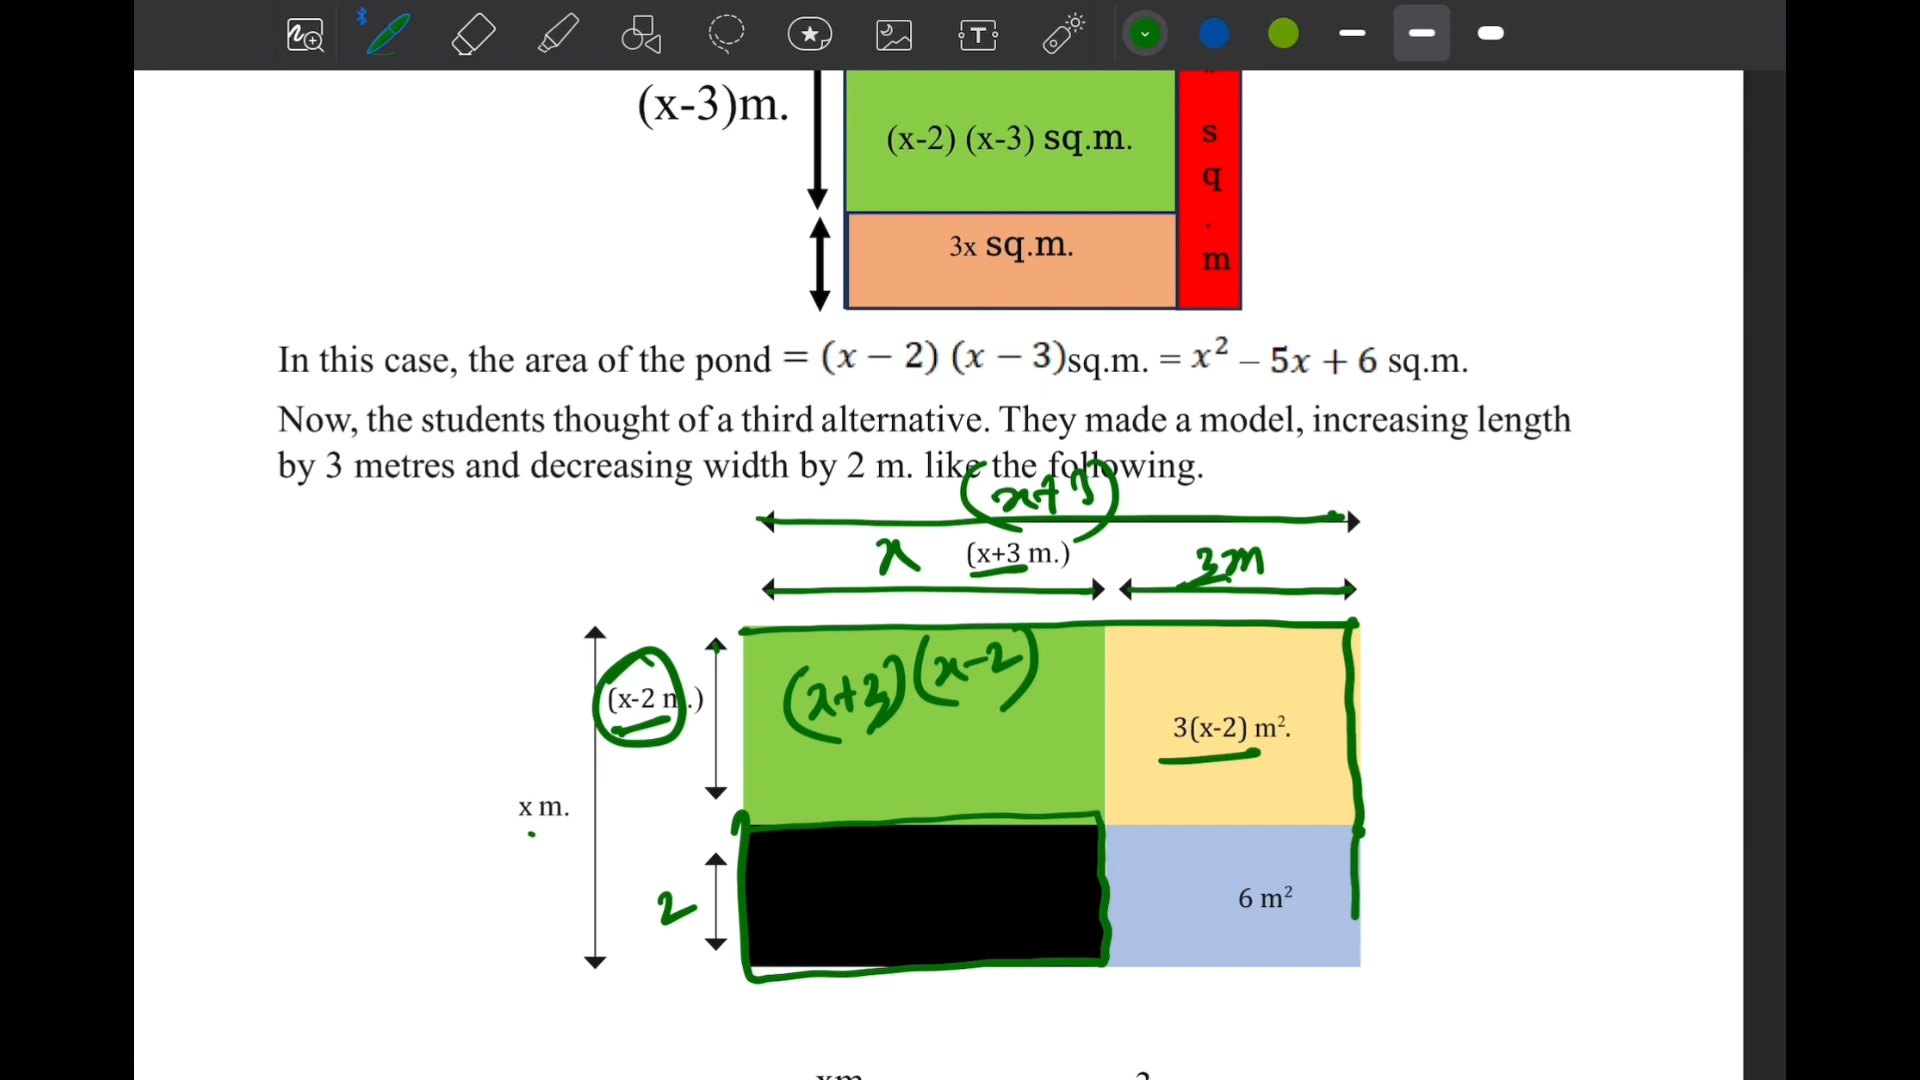 (x-3)m.
(x-2) (x-3) sq.m.
s
q
.
m
3x sq.m.
In this case, the area of the pond = (x − 2) (x − 3)sq.m. = x² – 5x + 6 sq.m.
Now, the students thought of a third alternative. They made a model, increasing length
by 3 metres and decreasing width by 2 m. like the following.
(x+3)
x
(x+3 m.)
3m
(x+3)(x-2)
(x-2 m.)
3(x-2) m².
x m.
2
6 m²